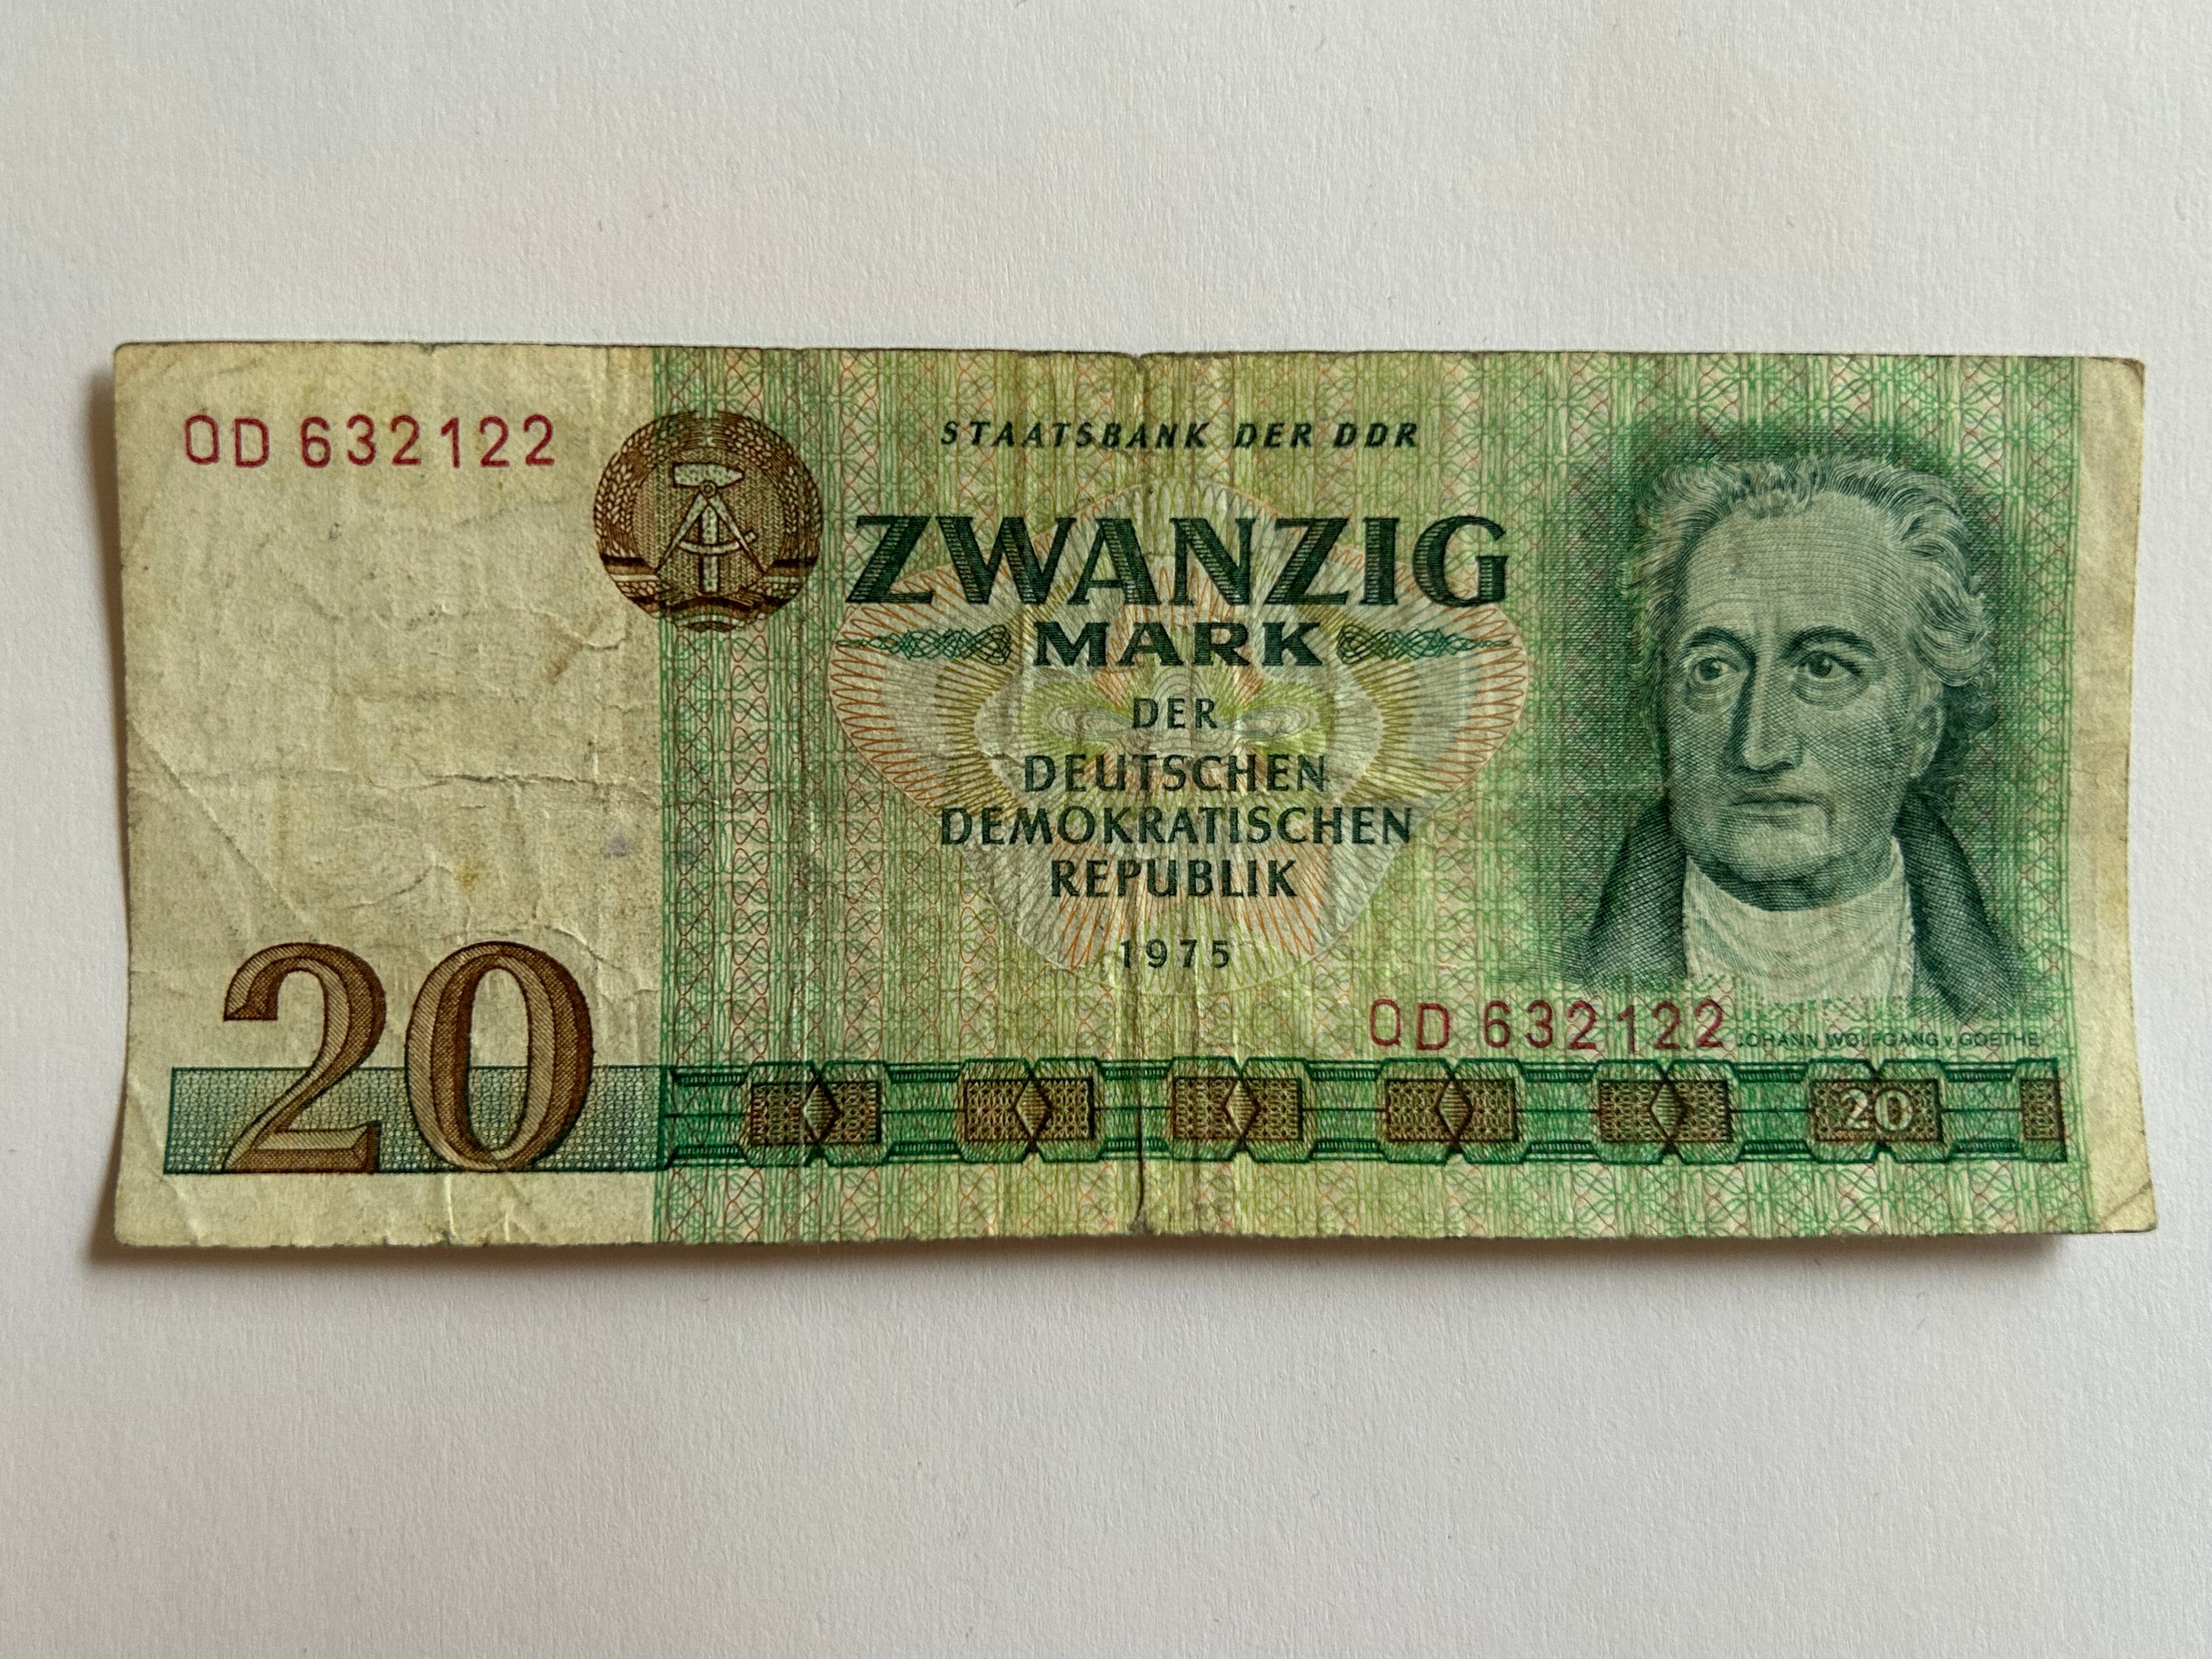 QD 632122
STAATSBANK DER DDR
ZWANZIG
MARK
DER
DEUTSCHEN
DEMOKRATISCHEN
REPUBLIK
1975
QD 632122
JOHANN WOLFGANG v. GOETHE
20
20